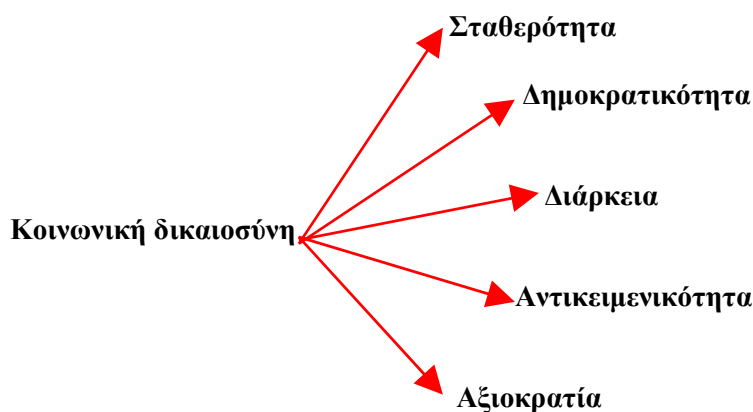 Σταθερότητα
Δημοκρατικότητα
Διάρκεια
Κοινωνική δικαιοσύνη
Αντικειμενικότητα
Αξιοκρατία